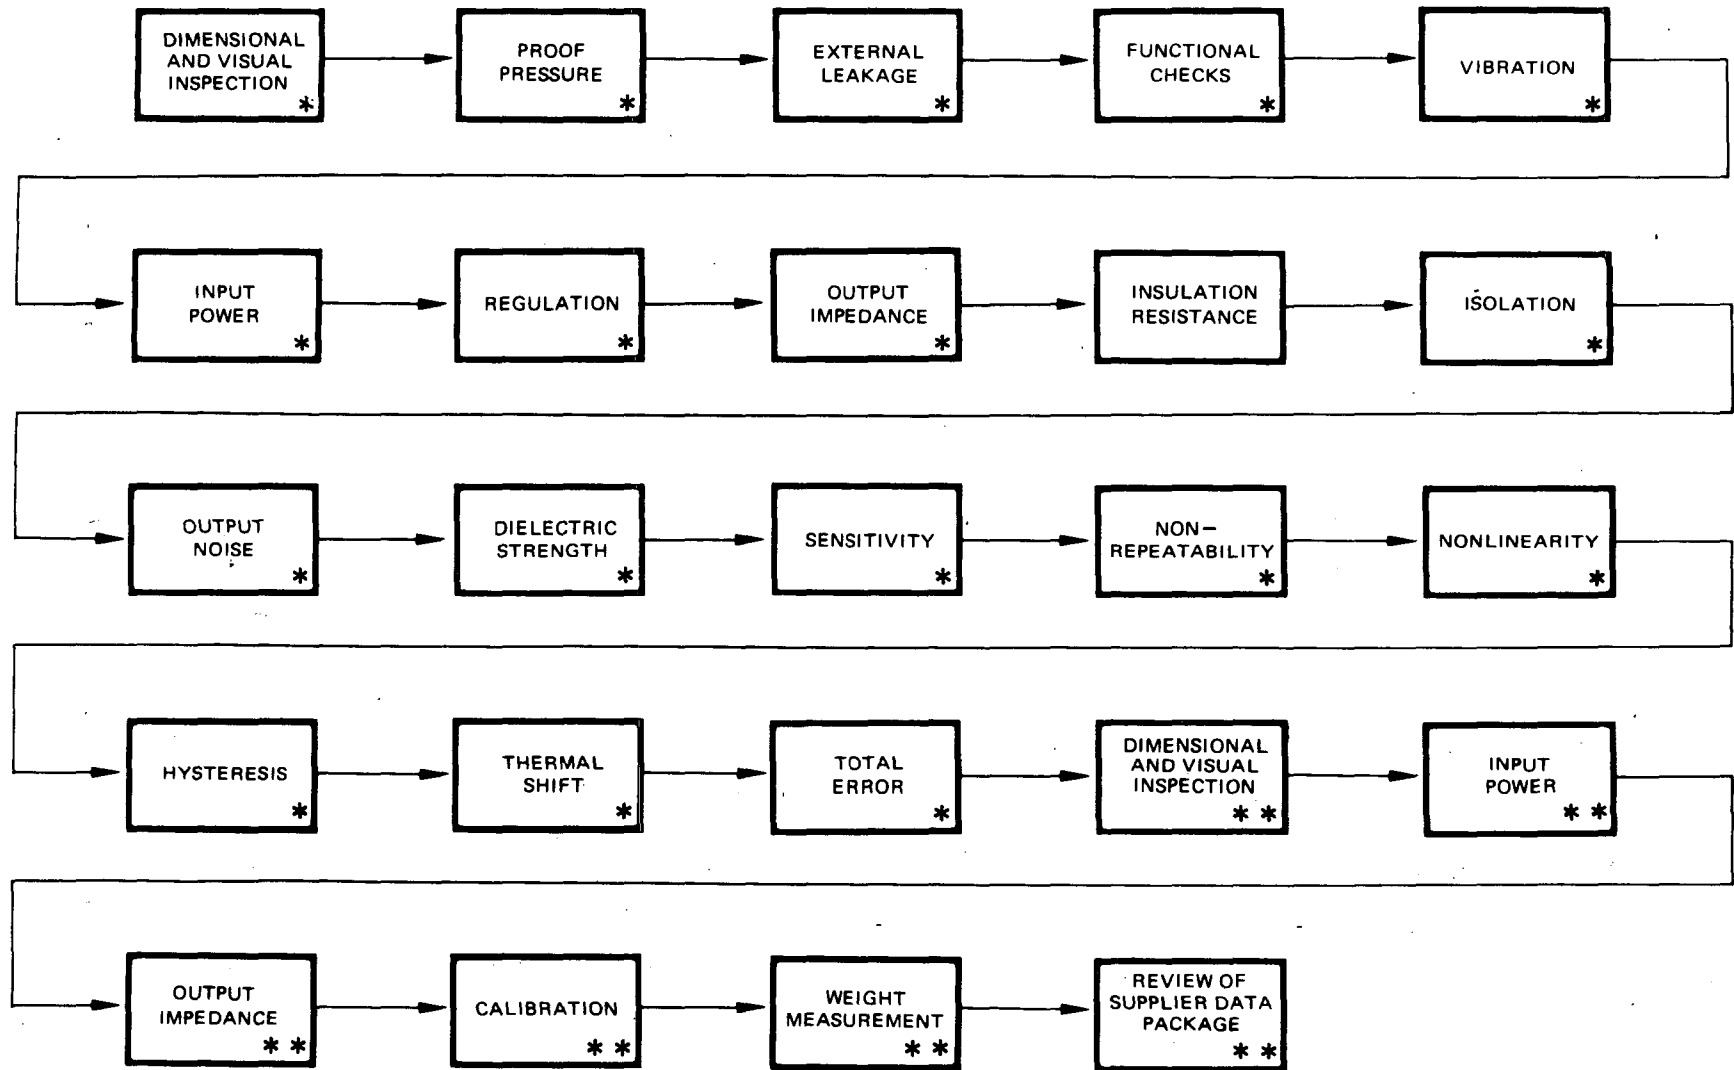 DIMENSIONAL
AND VISUAL
INSPECTION
*
PROOF
PRESSURE
*
EXTERNAL
LEAKAGE
*
FUNCTIONAL
CHECKS
*
VIBRATION
*
INPUT
POWER
*
REGULATION
*
OUTPUT
IMPEDANCE
*
INSULATION
RESISTANCE
ISOLATION
*
OUTPUT
NOISE
*
DIELECTRIC
STRENGTH
*
SENSITIVITY
*
NON-
REPEATABILITY
*
NONLINEARITY
*
HYSTERESIS
*
THERMAL
SHIFT
*
TOTAL
ERROR
*
DIMENSIONAL
AND VISUAL
INSPECTION
* *
INPUT
POWER
* *
OUTPUT
IMPEDANCE
* *
CALIBRATION
* *
WEIGHT
MEASUREMENT
* *
REVIEW OF
SUPPLIER DATA
PACKAGE
* *